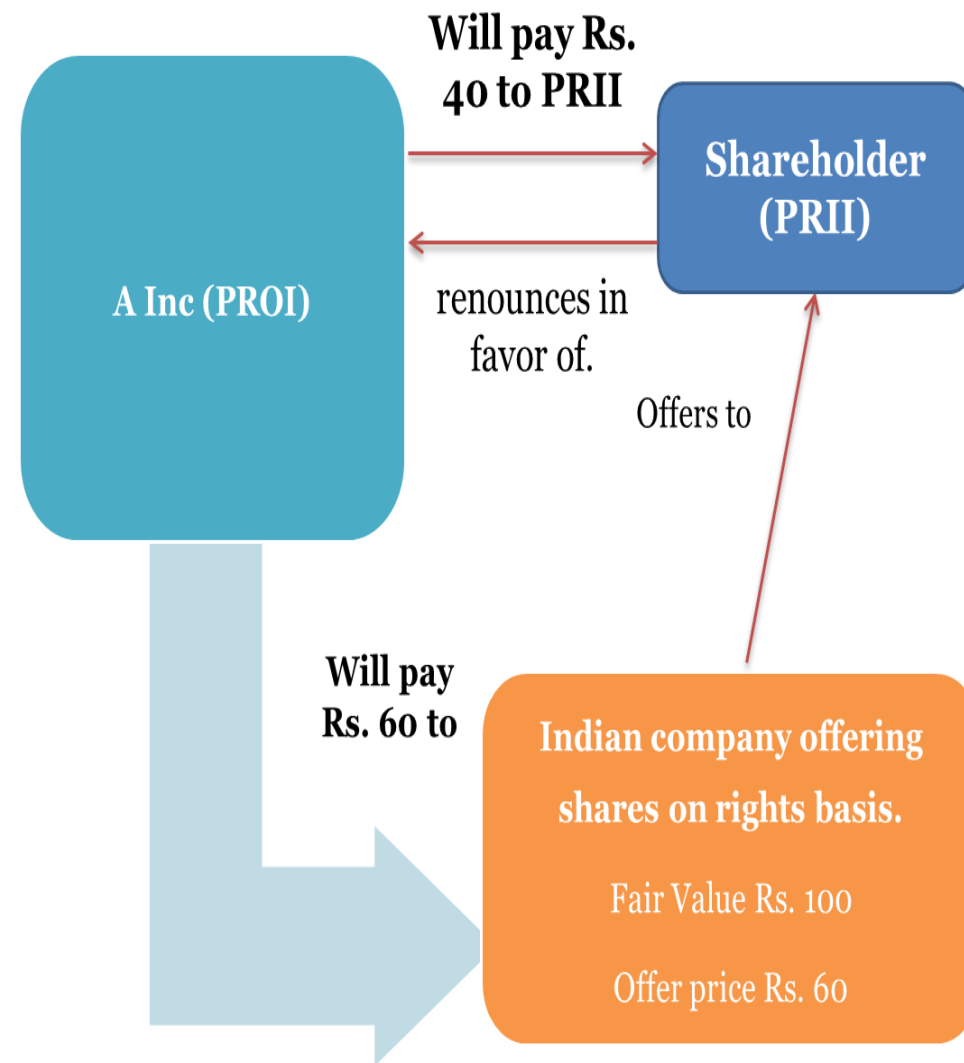 Will pay Rs.
40 to PRII
Shareholder
(PRII)
A Inc (PROI)
renounces in
favor of.
Offers to
Will pay
Rs. 60 to
Indian company offering
shares on rights basis.
Fair Value Rs. 100
Offer price Rs. 60